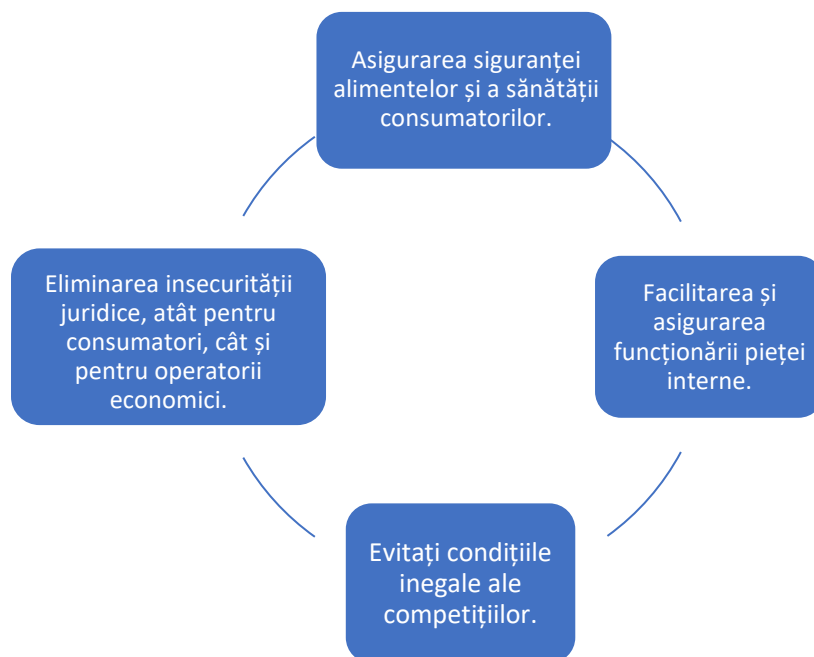 Asigurarea siguranței
alimentelor și a sănătății
consumatorilor.
Facilitarea și
asigurarea
funcționării pieței
interne.
Evitați condițiile
inegale ale
competițiilor.
Eliminarea insecurității
juridice, atât pentru
consumatori, cât și
pentru operatorii
economici.